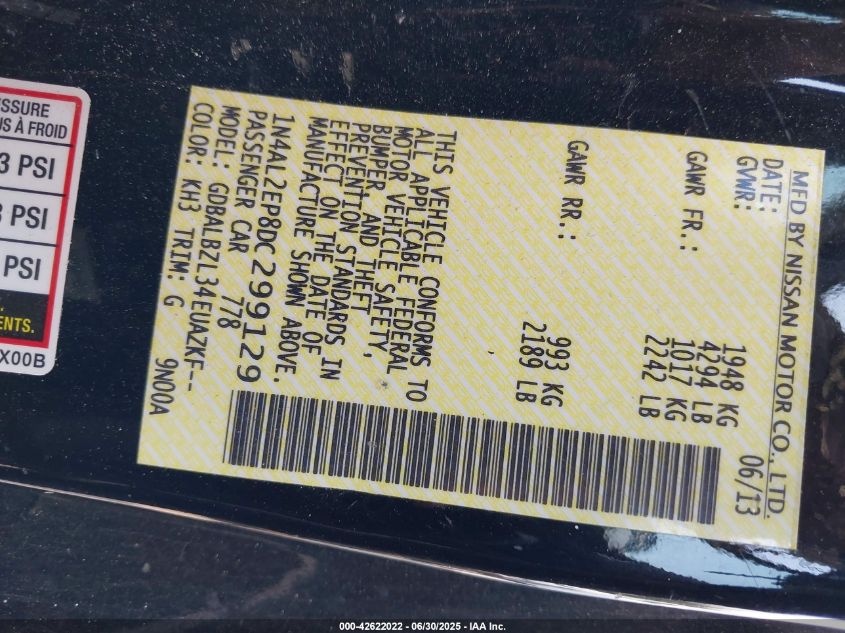 SSURE
US À FROID
3 PSI
3 PSI
PSI
ENTS.
X00B
MFD BY NISSAN MOTOR CO., LTD.
DATE: 06/13
GVWR: 1948 KG
4294 LB
GAWR FR.: 1017 KG
2242 LB
GAWR RR.: 993 KG
2189 LB
THIS VEHICLE CONFORMS TO
ALL APPLICABLE FEDERAL
MOTOR VEHICLE SAFETY,
BUMPER, AND THEFT
PREVENTION STANDARDS IN
EFFECT ON THE DATE OF
MANUFACTURE SHOWN ABOVE.
1N4AL2EP8DC299129
PASSENGER CAR 778
MODEL: GDBALBZL34EUAZKF--
COLOR: KH3 TRIM: G 9N00A
000-42622022 - 06/30/2025 - IAA Inc.